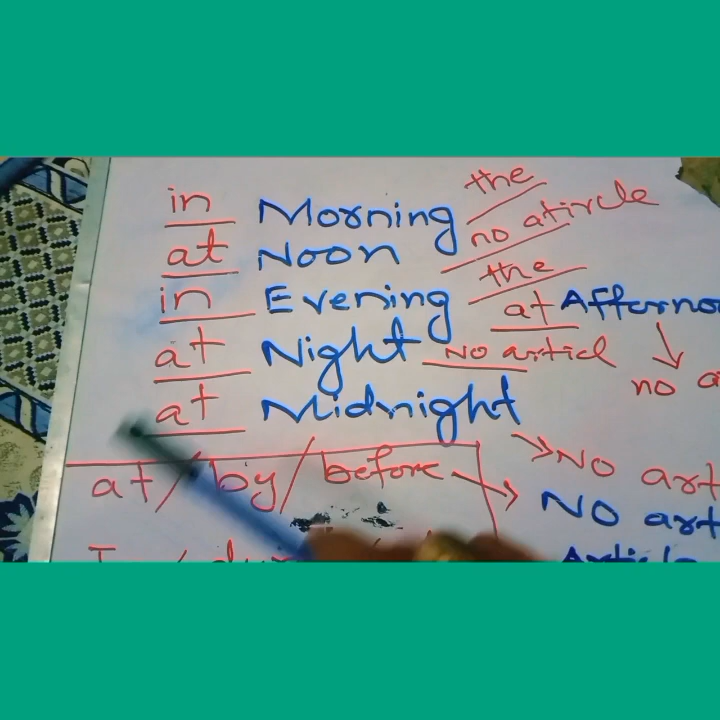 in Morning the
at Noon no atircle
in Evening the
at Affernoo
at Night No articl
no a
at Midnight
No art
at/by/before
NO art